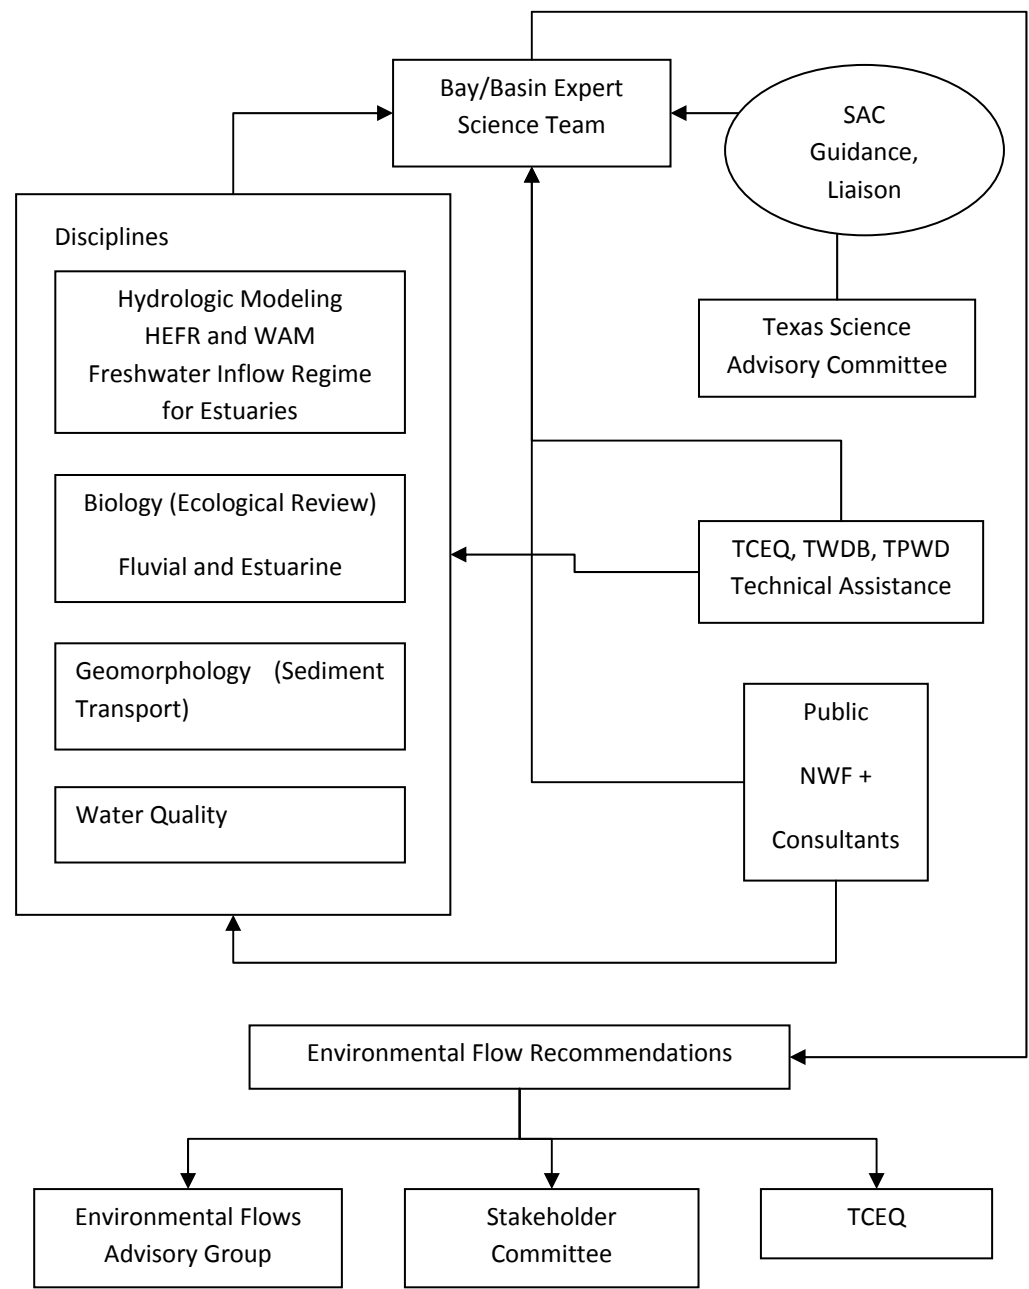 Bay/Basin Expert
Science Team
SAC
Guidance,
Liaison
Disciplines
Hydrologic Modeling
HEFR and WAM
Freshwater Inflow Regime
for Estuaries
Texas Science
Advisory Committee
Biology (Ecological Review)
Fluvial and Estuarine
TCEQ, TWDB, TPWD
Technical Assistance
Geomorphology (Sediment
Transport)
Public
NWF +
Consultants
Water Quality
Environmental Flow Recommendations
Environmental Flows
Advisory Group
Stakeholder
Committee
TCEQ